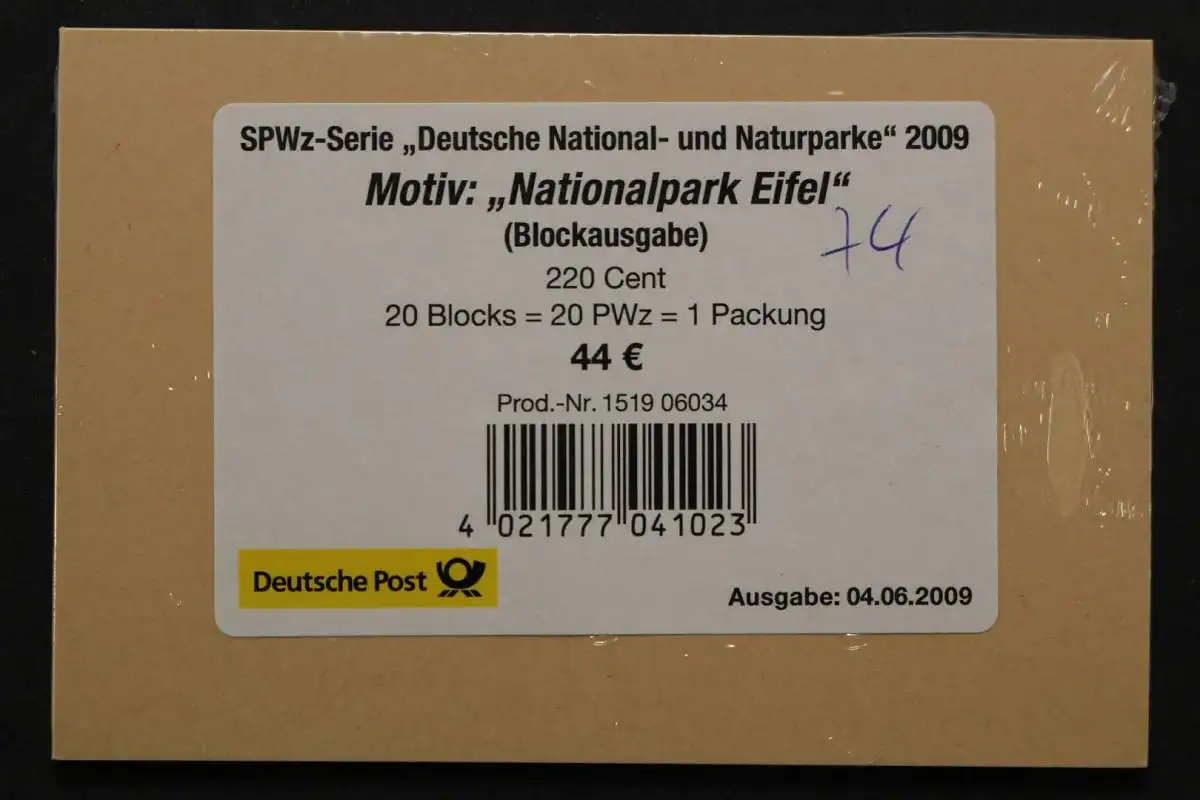 SPWz-Serie „Deutsche National- und Naturparke“ 2009
Motiv: „Nationalpark Eifel“
(Blockausgabe)
74
220 Cent
20 Blocks = 20 PWz = 1 Packung
44 €
Prod.-Nr. 1519 06034
4 021777 041023
Deutsche Post
Ausgabe: 04.06.2009